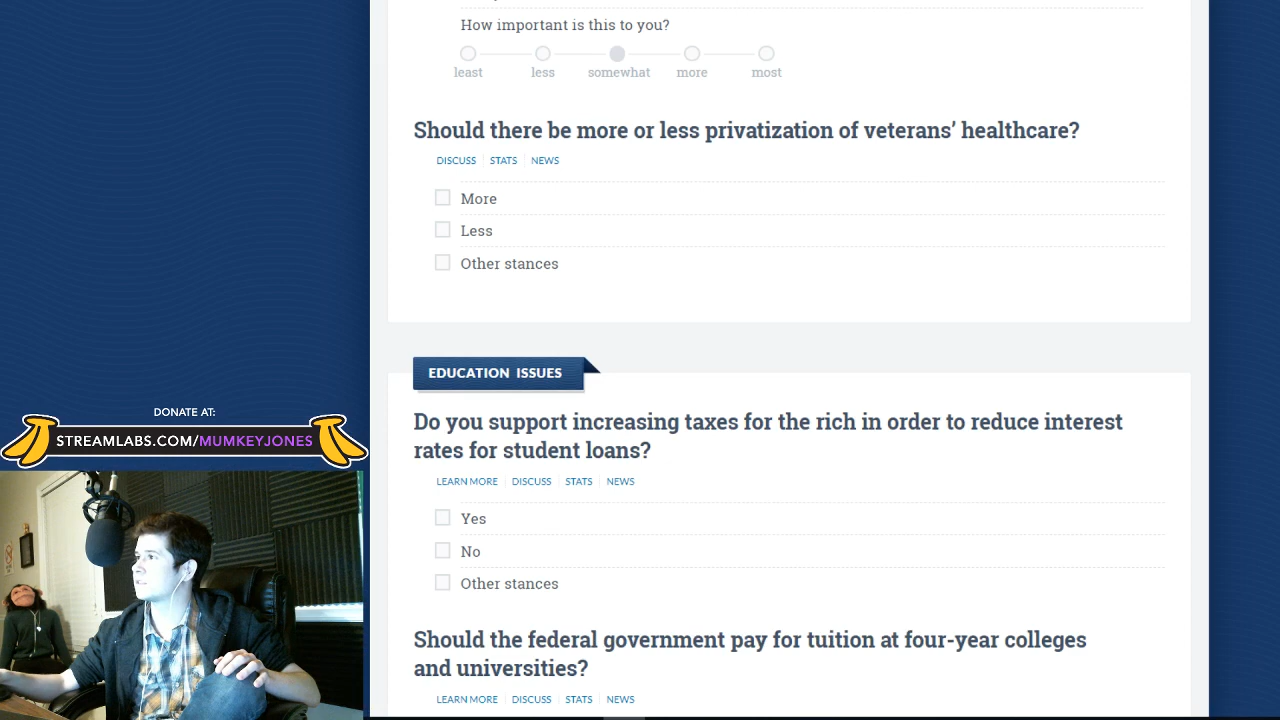 How important is this to you?
least less somewhat more most
Should there be more or less privatization of veterans’ healthcare?
DISCUSS STATS NEWS
More
Less
Other stances
EDUCATION ISSUES
Do you support increasing taxes for the rich in order to reduce interest
rates for student loans?
LEARN MORE DISCUSS STATS NEWS
Yes
No
Other stances
Should the federal government pay for tuition at four-year colleges
and universities?
LEARN MORE DISCUSS STATS NEWS
DONATE AT:
STREAMLABS.COM/MUMKEYJONES